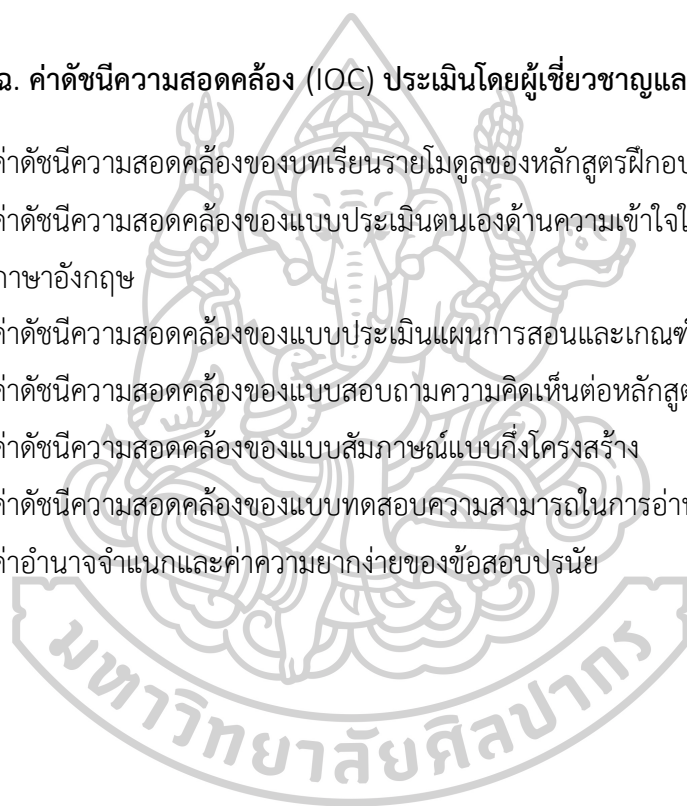 ฉ. ค่าดัชนีความสอดคล้อง (IOC) ประเมินโดยผู้เชี่ยวชาญแล
ค่าดัชนีความสอดคล้องของบทเรียนรายโมดูลของหลักสูตรฝึกอบ
ค่าดัชนีความสอดคล้องของแบบประเมินตนเองด้านความเข้าใจใ
ภาษาอังกฤษ
ค่าดัชนีความสอดคล้องของแบบประเมินแผนการสอนและเกณฑ์
ค่าดัชนีความสอดคล้องของแบบสอบถามความคิดเห็นต่อหลักสูต
ค่าดัชนีความสอดคล้องของแบบสัมภาษณ์แบบกึ่งโครงสร้าง
ค่าดัชนีความสอดคล้องของแบบทดสอบความสามารถในการอ่า
ค่าอำนาจจำแนกและค่าความยากง่ายของข้อสอบปรนัย
มหาวิทยาลัยศิลปากร